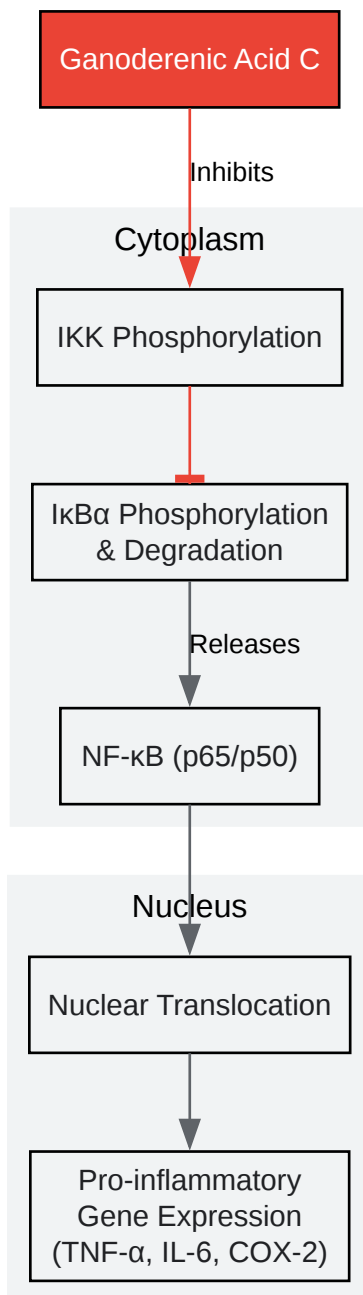 Ganoderenic Acid C
Inhibits
Cytoplasm
IKK Phosphorylation
IκBα Phosphorylation
& Degradation
Releases
NF-κB (p65/p50)
Nucleus
Nuclear Translocation
Pro-inflammatory
Gene Expression
(TNF-α, IL-6, COX-2)